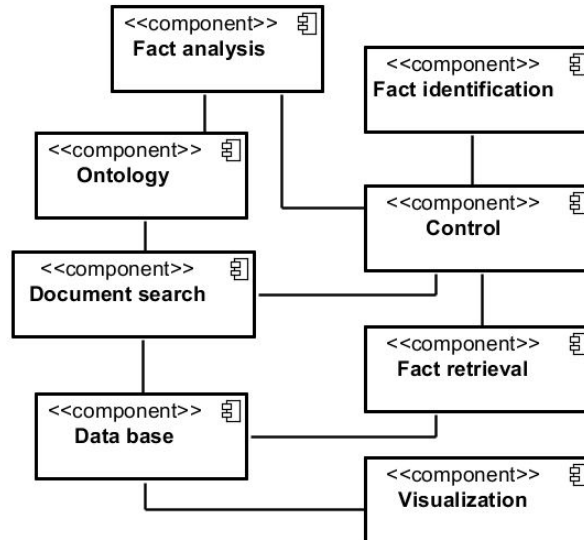 <<component>>
Fact analysis
<<component>>
Fact identification
<<component>>
Ontology
<<component>>
Control
<<component>>
Document search
<<component>>
Fact retrieval
<<component>>
Data base
<<component>>
Visualization